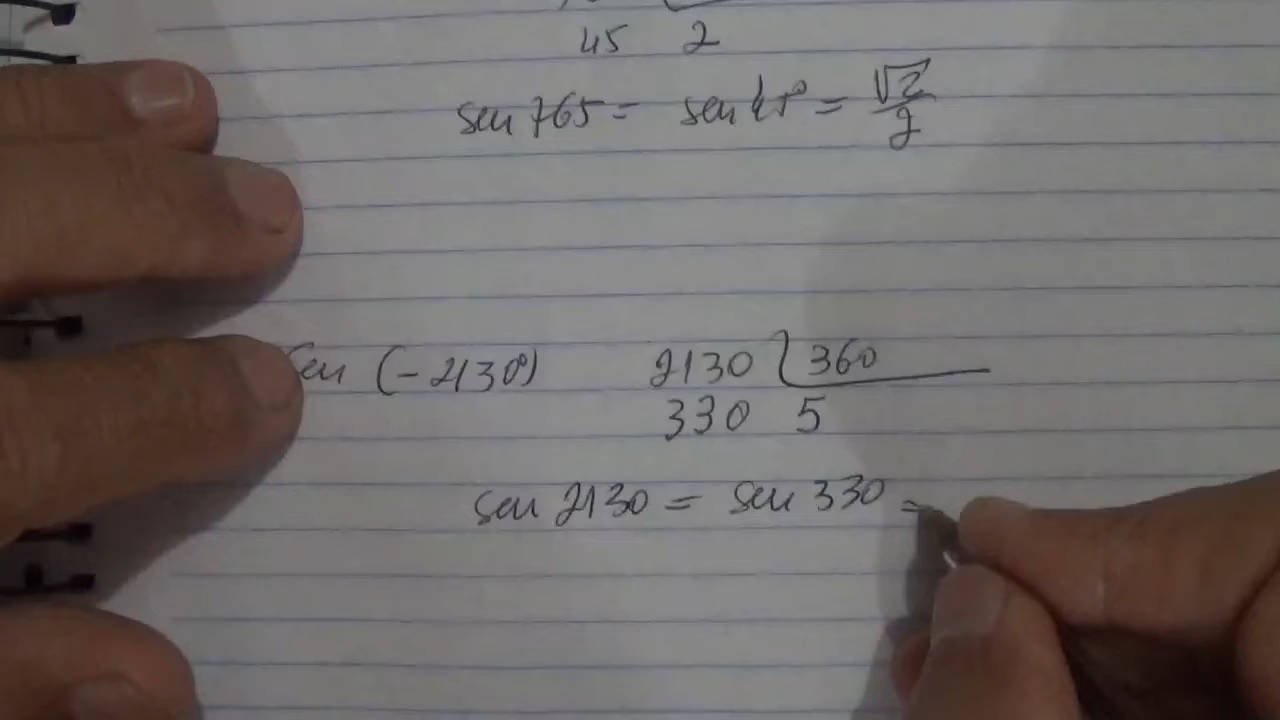 45 2
sen 765 = sen 45° = √2/2
sen (-2130°) 2130 360
330 5
sen 2130 = sen 330 =